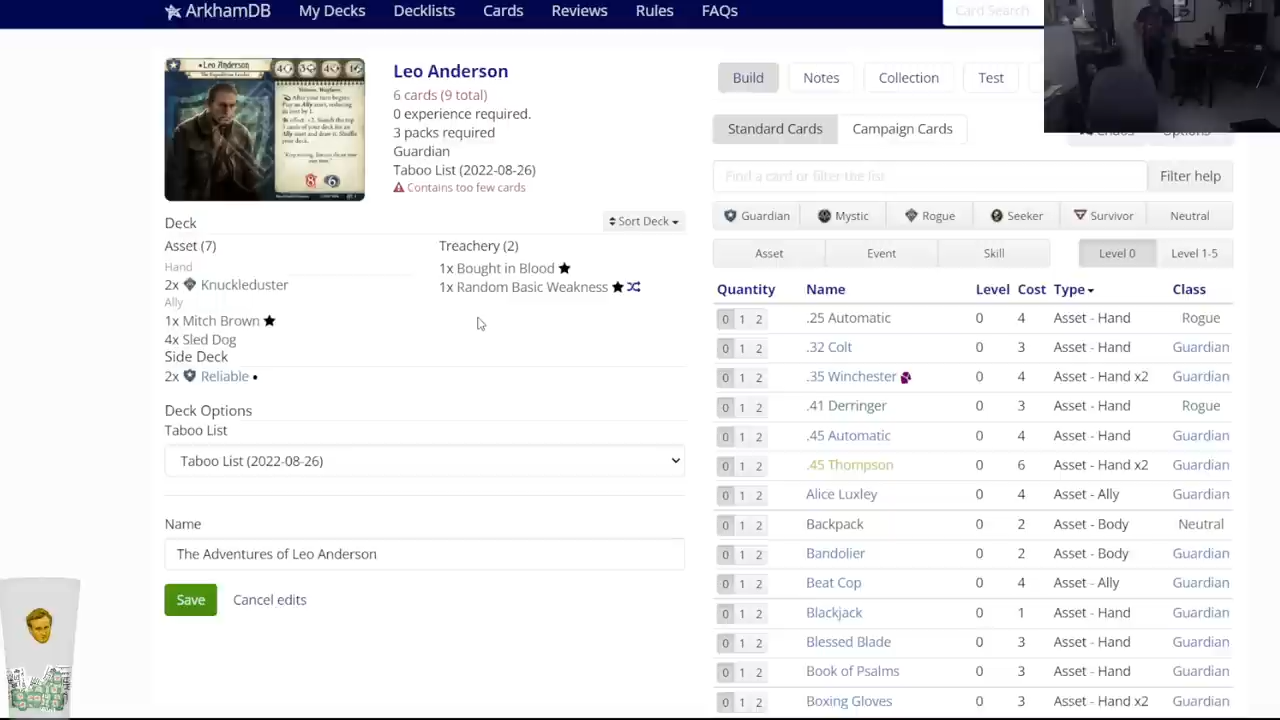 ArkhamDB My Decks Decklists Cards Reviews Rules FAQs Card Search
Leo Anderson
6 cards (9 total)
0 experience required.
3 packs required
Guardian
Taboo List (2022-08-26)
Contains too few cards
Leo Anderson
Deck
Sort Deck
Asset (7)
Hand
2x Knuckleduster
Ally
1x Mitch Brown
4x Sled Dog
Side Deck
2x Reliable
Treachery (2)
1x Bought in Blood
1x Random Basic Weakness
Deck Options
Taboo List
Taboo List (2022-08-26)
Name
The Adventures of Leo Anderson
Save Cancel edits
Build Notes Collection Test
Standard Cards Campaign Cards
Find a card or filter the list Filter help
Guardian Mystic Rogue Seeker Survivor Neutral
Asset Event Skill Level 0 Level 1-5
Quantity Name Level Cost Type Class
0 1 2 .25 Automatic 0 4 Asset - Hand Rogue
0 1 2 .32 Colt 0 3 Asset - Hand Guardian
0 1 2 .35 Winchester 0 4 Asset - Hand x2 Guardian
0 1 2 .41 Derringer 0 3 Asset - Hand Rogue
0 1 2 .45 Automatic 0 4 Asset - Hand Guardian
0 1 2 .45 Thompson 0 6 Asset - Hand x2 Guardian
0 1 2 Alice Luxley 0 4 Asset - Ally Guardian
0 1 2 Backpack 0 2 Asset - Body Neutral
0 1 2 Bandolier 0 2 Asset - Body Guardian
0 1 2 Beat Cop 0 4 Asset - Ally Guardian
0 1 2 Blackjack 0 1 Asset - Hand Guardian
0 1 2 Blessed Blade 0 3 Asset - Hand Guardian
0 1 2 Book of Psalms 0 3 Asset - Hand Guardian
0 1 2 Boxing Gloves 0 3 Asset - Hand x2 Guardian